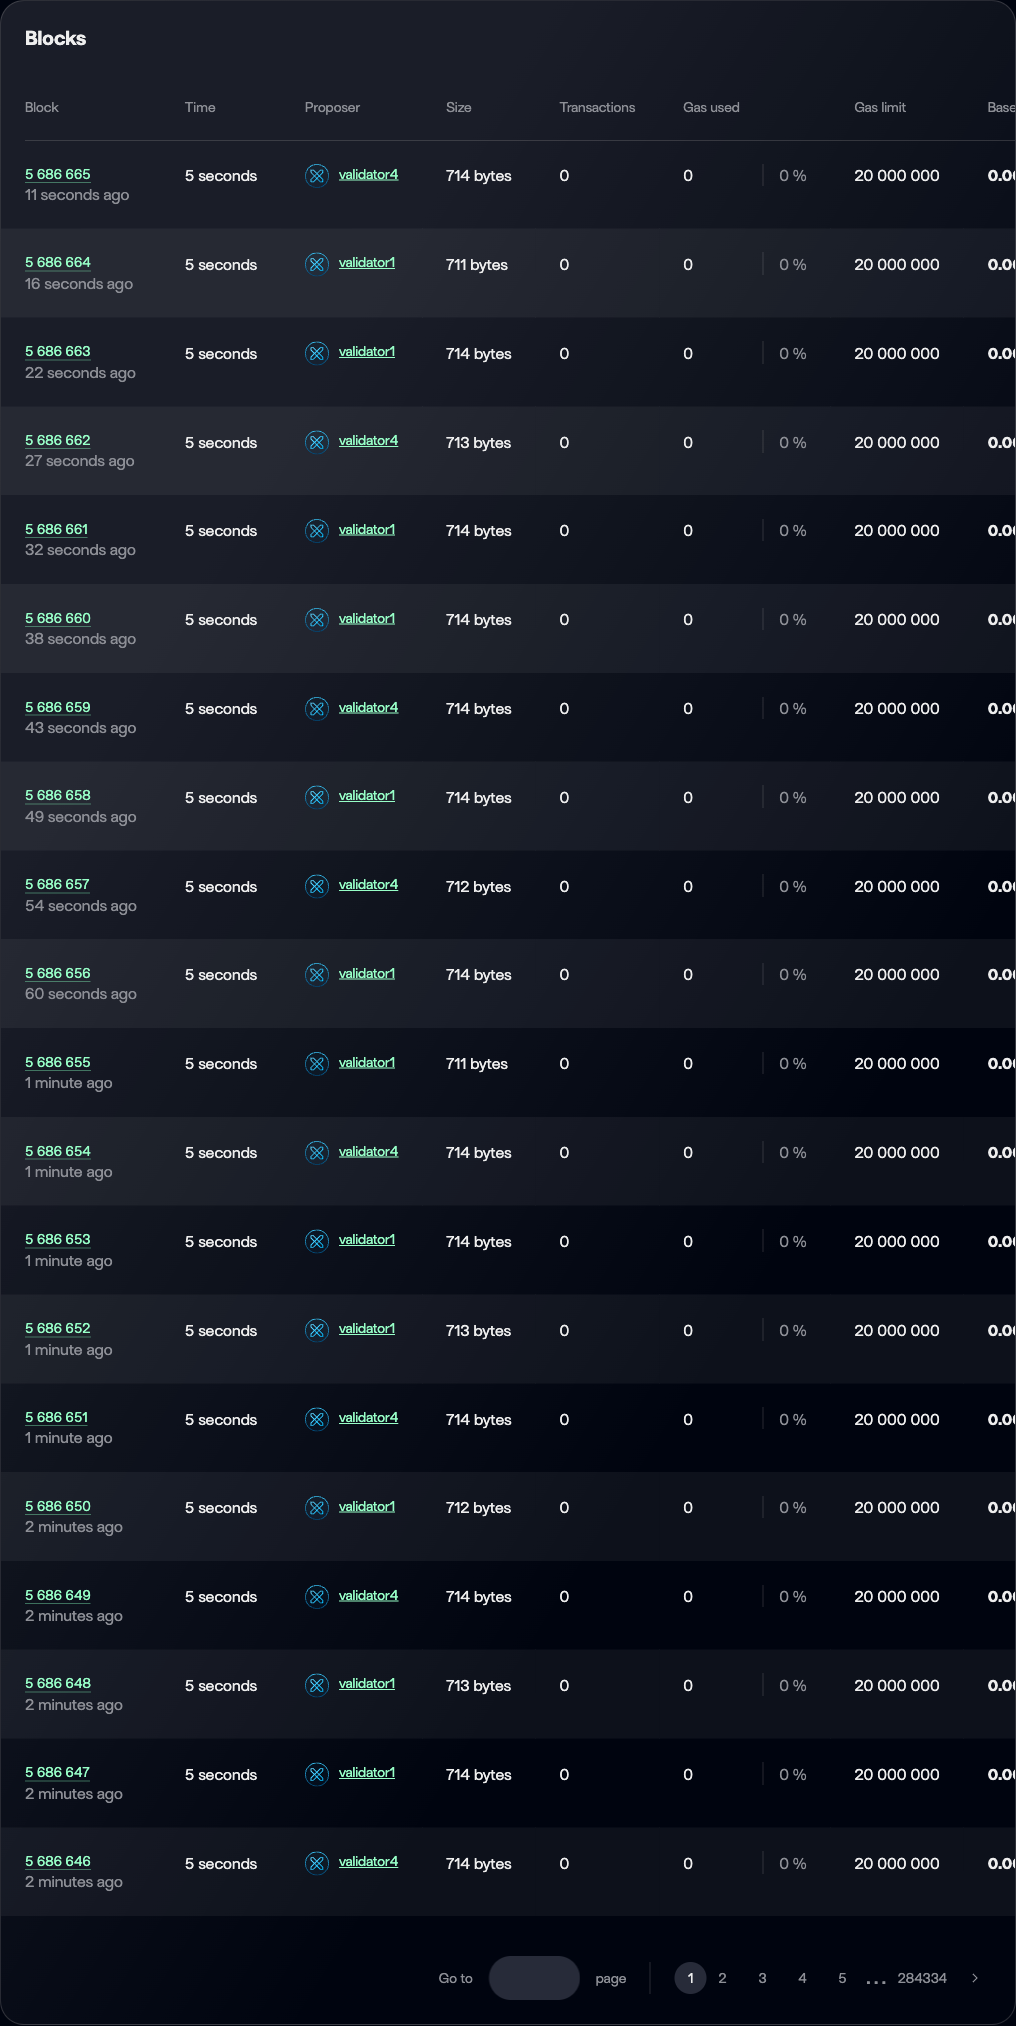 Blocks
Block Time Proposer Size Transactions Gas used Gas limit Base
5 686 665 5 seconds validator4 714 bytes 0 0 0 % 20 000 000 0.0
11 seconds ago
5 686 664 5 seconds validator1 711 bytes 0 0 0 % 20 000 000 0.0
16 seconds ago
5 686 663 5 seconds validator1 714 bytes 0 0 0 % 20 000 000 0.0
22 seconds ago
5 686 662 5 seconds validator4 713 bytes 0 0 0 % 20 000 000 0.0
27 seconds ago
5 686 661 5 seconds validator1 714 bytes 0 0 0 % 20 000 000 0.0
32 seconds ago
5 686 660 5 seconds validator1 714 bytes 0 0 0 % 20 000 000 0.0
38 seconds ago
5 686 659 5 seconds validator4 714 bytes 0 0 0 % 20 000 000 0.0
43 seconds ago
5 686 658 5 seconds validator1 714 bytes 0 0 0 % 20 000 000 0.0
49 seconds ago
5 686 657 5 seconds validator4 712 bytes 0 0 0 % 20 000 000 0.0
54 seconds ago
5 686 656 5 seconds validator1 714 bytes 0 0 0 % 20 000 000 0.0
60 seconds ago
5 686 655 5 seconds validator1 711 bytes 0 0 0 % 20 000 000 0.0
1 minute ago
5 686 654 5 seconds validator4 714 bytes 0 0 0 % 20 000 000 0.0
1 minute ago
5 686 653 5 seconds validator1 714 bytes 0 0 0 % 20 000 000 0.0
1 minute ago
5 686 652 5 seconds validator1 713 bytes 0 0 0 % 20 000 000 0.0
1 minute ago
5 686 651 5 seconds validator4 714 bytes 0 0 0 % 20 000 000 0.0
1 minute ago
5 686 650 5 seconds validator1 712 bytes 0 0 0 % 20 000 000 0.0
2 minutes ago
5 686 649 5 seconds validator4 714 bytes 0 0 0 % 20 000 000 0.0
2 minutes ago
5 686 648 5 seconds validator1 713 bytes 0 0 0 % 20 000 000 0.0
2 minutes ago
5 686 647 5 seconds validator1 714 bytes 0 0 0 % 20 000 000 0.0
2 minutes ago
5 686 646 5 seconds validator4 714 bytes 0 0 0 % 20 000 000 0.0
2 minutes ago
Go to page 1 2 3 4 5 ... 284334 >